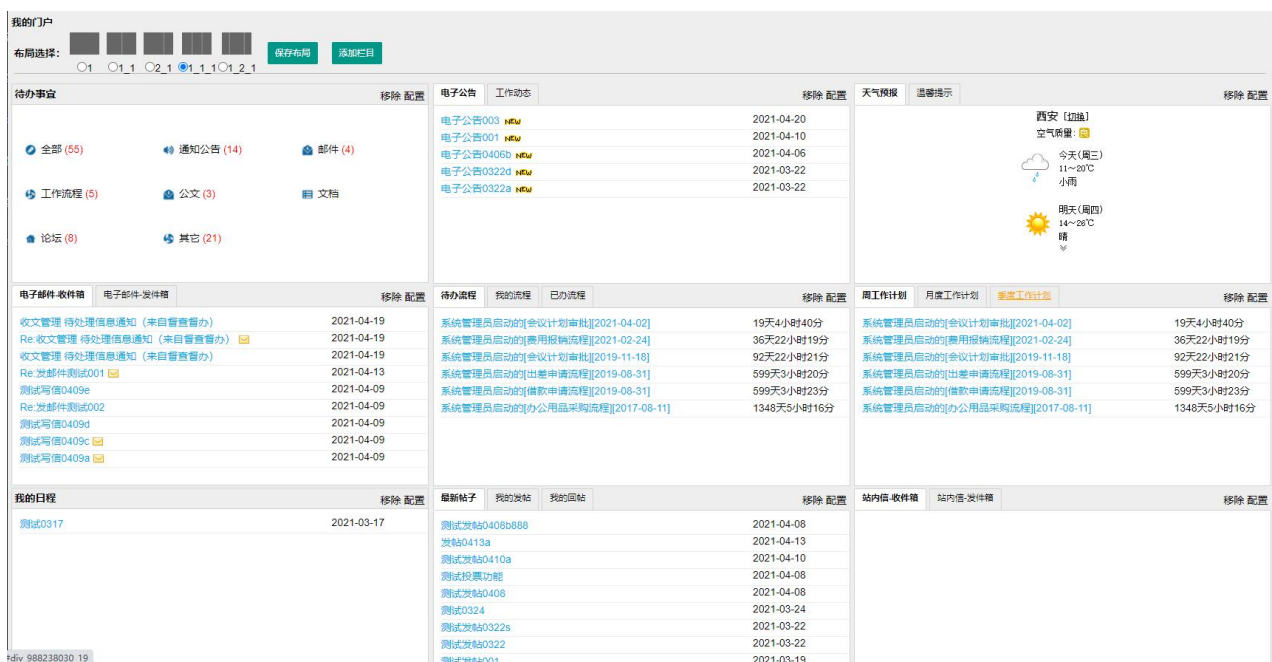 我的门户
布局选择: 保存布局 添加栏目
1 1_1 2_1 1_1_1 1_2_1
待办事宜 移除 配置
全部 (55) 通知公告 (14) 邮件 (4)
工作流程 (5) 公文 (3) 文档
论坛 (8) 其它 (21)
电子公告 工作动态 移除 配置
电子公告003 NEW 2021-04-20
电子公告001 NEW 2021-04-10
电子公告0406b NEW 2021-04-06
电子公告0322d NEW 2021-03-22
电子公告0322a NEW 2021-03-22
天气预报 温馨提示 移除 配置
西安 [切换]
空气质量:
今天(周三)
11~20℃
小雨
明天(周四)
14~26℃
晴
电子邮件-收件箱 电子邮件-发件箱 移除 配置
收文管理 待处理信息通知（来自督查督办） 2021-04-19
Re:收文管理 待处理信息通知（来自督查督办） 2021-04-19
收文管理 待处理信息通知（来自督查督办） 2021-04-19
Re:发邮件测试001 2021-04-13
测试写信0409e 2021-04-09
Re:发邮件测试002 2021-04-09
测试写信0409d 2021-04-09
测试写信0409c 2021-04-09
测试写信0409a 2021-04-09
待办流程 我的流程 已办流程 移除 配置
系统管理员启动的[会议计划审批][2021-04-02] 19天4小时40分
系统管理员启动的[费用报销流程][2021-02-24] 36天22小时19分
系统管理员启动的[会议计划审批][2019-11-18] 92天22小时21分
系统管理员启动的[出差申请流程][2019-08-31] 599天3小时20分
系统管理员启动的[借款申请流程][2019-08-31] 599天3小时23分
系统管理员启动的[办公用品采购流程][2017-08-11] 1348天5小时16分
周工作计划 月度工作计划 季度工作计划 移除 配置
系统管理员启动的[会议计划审批][2021-04-02] 19天4小时40分
系统管理员启动的[费用报销流程][2021-02-24] 36天22小时19分
系统管理员启动的[会议计划审批][2019-11-18] 92天22小时21分
系统管理员启动的[出差申请流程][2019-08-31] 599天3小时20分
系统管理员启动的[借款申请流程][2019-08-31] 599天3小时23分
系统管理员启动的[办公用品采购流程][2017-08-11] 1348天5小时16分
我的日程 移除 配置
测试0317 2021-03-17
最新帖子 我的发帖 我的回帖 移除 配置
测试发帖0408b888 2021-04-08
发帖0413a 2021-04-13
测试发帖0410a 2021-04-10
测试投票功能 2021-04-08
测试发帖0408 2021-04-08
测试0324 2021-03-24
测试发帖0322s 2021-03-22
测试发帖0322 2021-03-22
测试发帖001 2021-03-19
站内信-收件箱 站内信-发件箱 移除 配置
#div_988238030_19